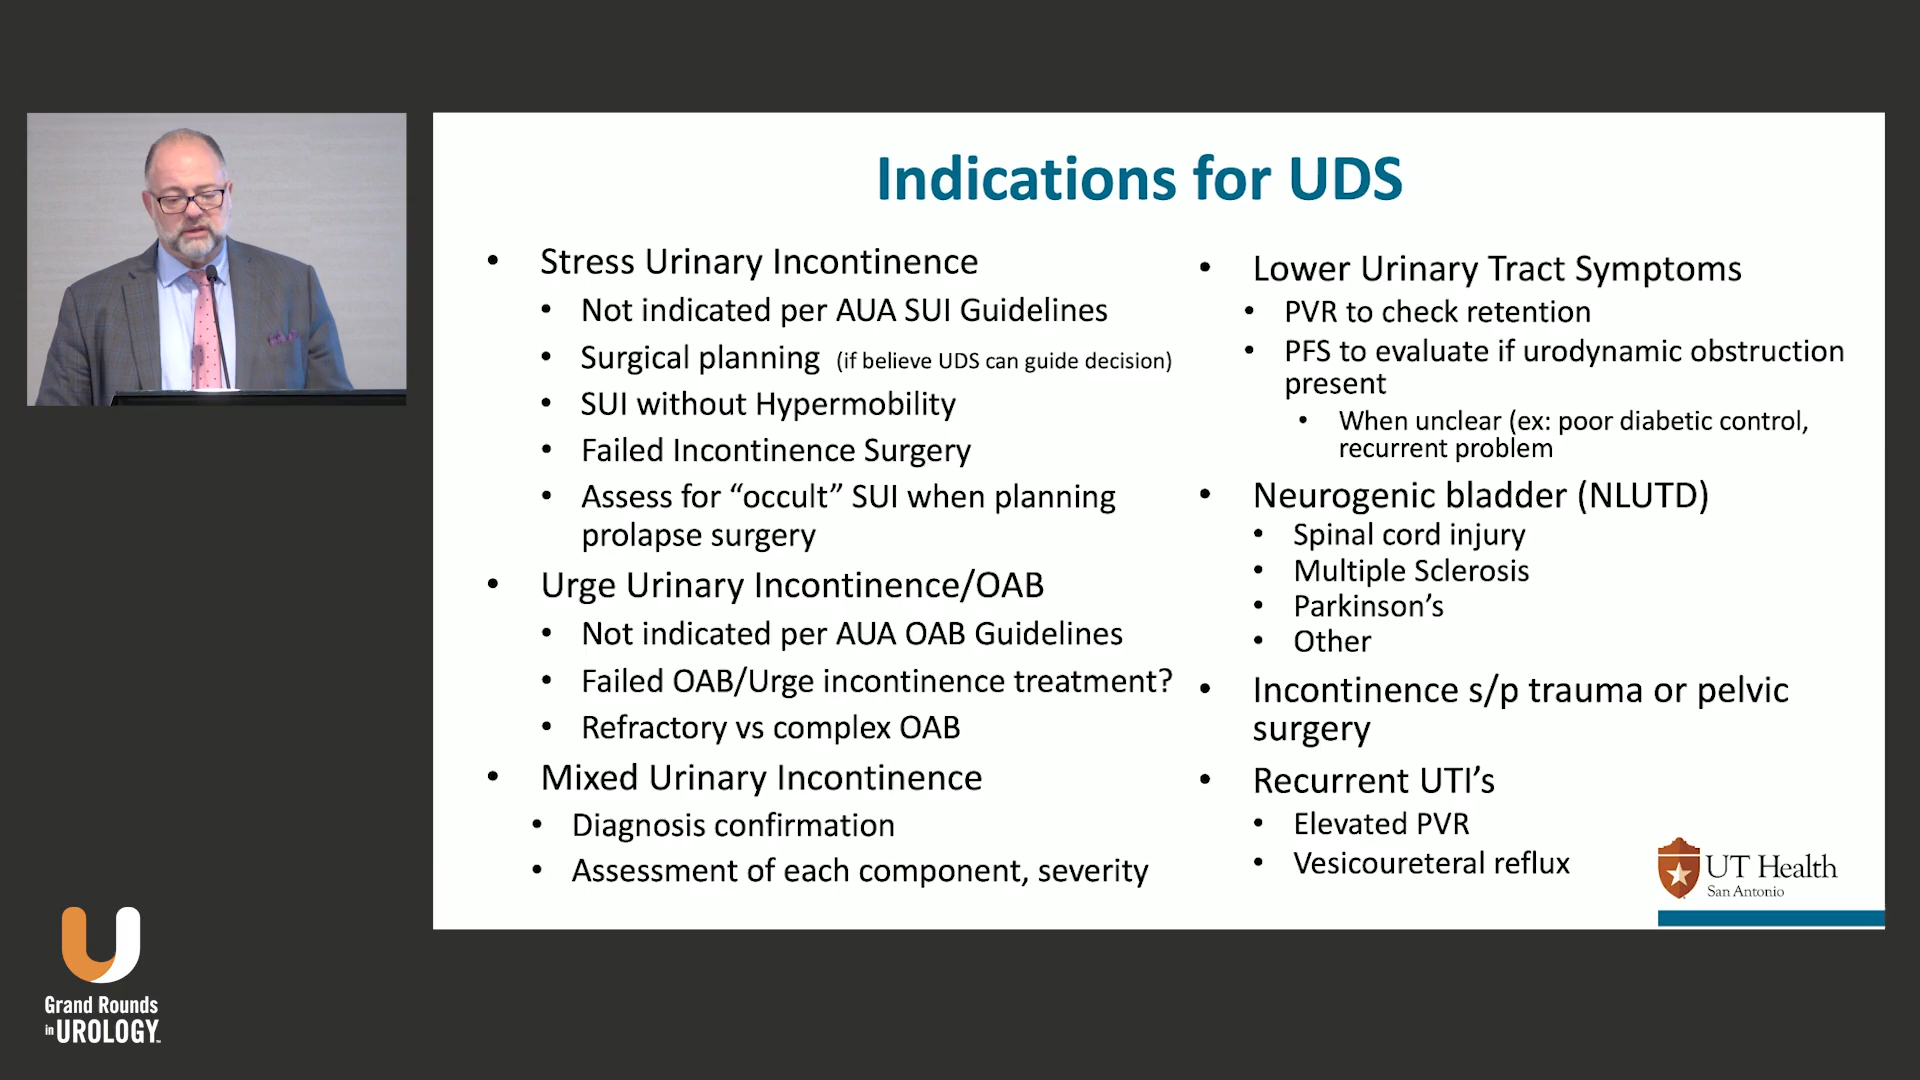 Indications for UDS
• Stress Urinary Incontinence
• Not indicated per AUA SUI Guidelines
• Surgical planning (if believe UDS can guide decision)
• SUI without Hypermobility
• Failed Incontinence Surgery
• Assess for “occult” SUI when planning
prolapse surgery
• Urge Urinary Incontinence/OAB
• Not indicated per AUA OAB Guidelines
• Failed OAB/Urge incontinence treatment?
• Refractory vs complex OAB
• Mixed Urinary Incontinence
• Diagnosis confirmation
• Assessment of each component, severity
• Lower Urinary Tract Symptoms
• PVR to check retention
• PFS to evaluate if urodynamic obstruction
present
• When unclear (ex: poor diabetic control,
recurrent problem
• Neurogenic bladder (NLUTD)
• Spinal cord injury
• Multiple Sclerosis
• Parkinson’s
• Other
• Incontinence s/p trauma or pelvic
surgery
• Recurrent UTI’s
• Elevated PVR
• Vesicoureteral reflux
UT Health
San Antonio
Grand Rounds
in UROLOGY™